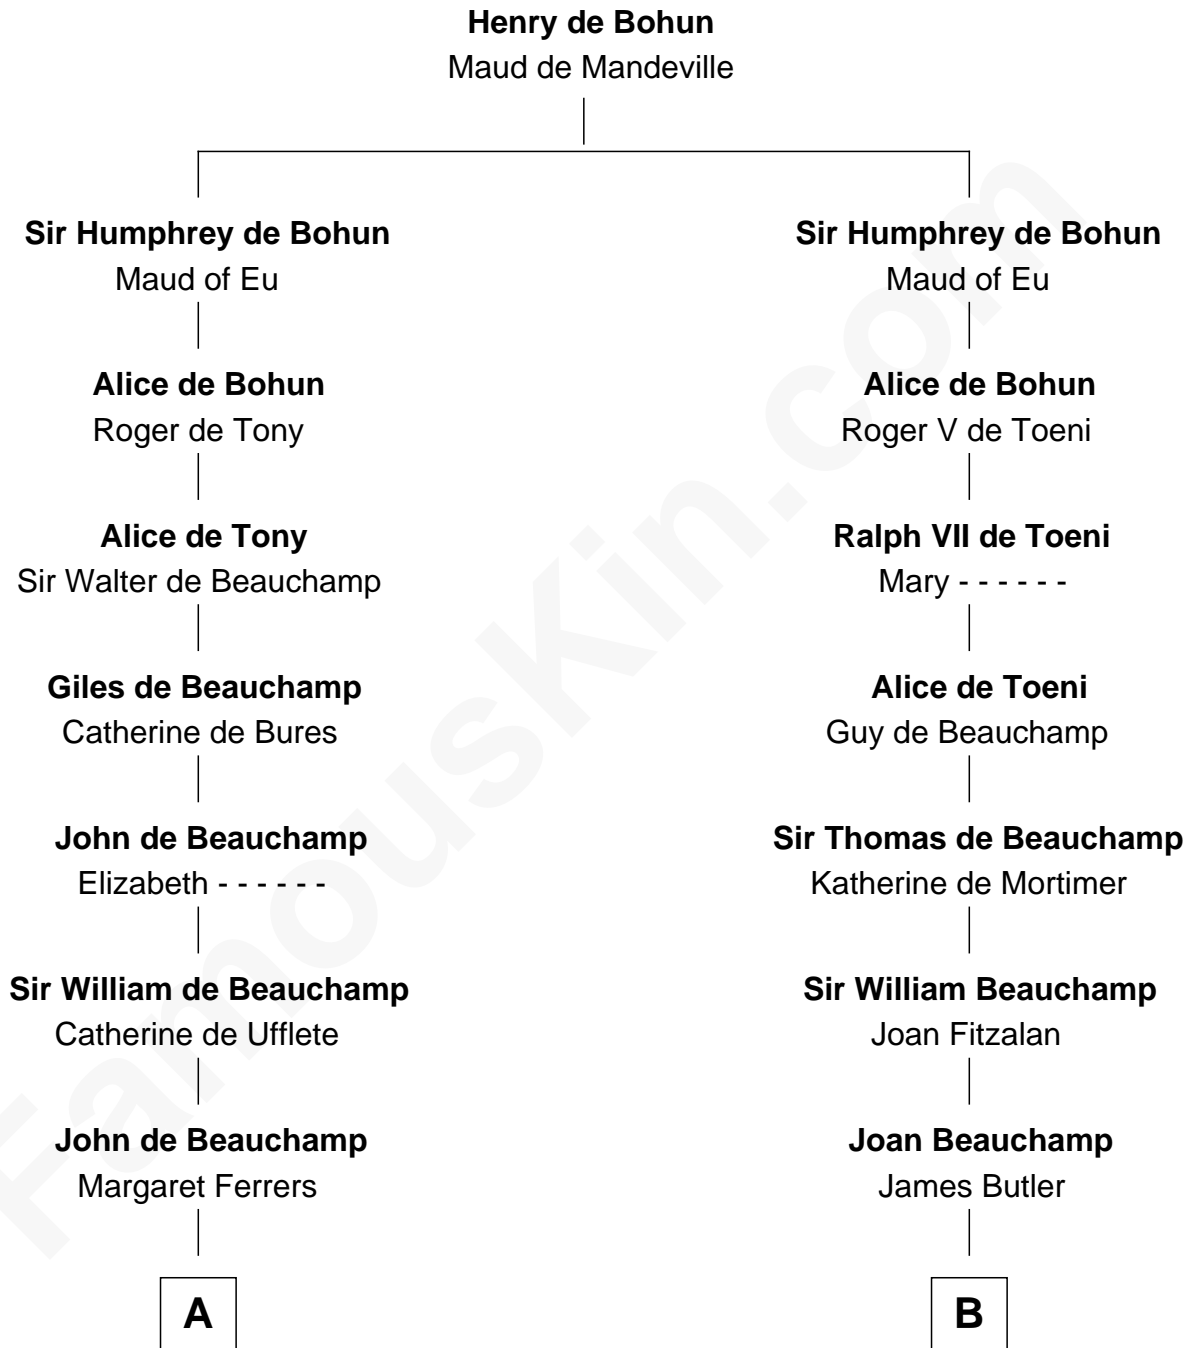 Henry de Bohun
Maud de Mandeville
Sir Humphrey de Bohun
Maud of Eu
Alice de Bohun
Roger de Tony
Alice de Tony
Sir Walter de Beauchamp
Giles de Beauchamp
Catherine de Bures
John de Beauchamp
Elizabeth - - - - - -
Sir William de Beauchamp
Catherine de Ufflete
John de Beauchamp
Margaret Ferrers
A
Sir Humphrey de Bohun
Maud of Eu
Alice de Bohun
Roger V de Toeni
Ralph VII de Toeni
Mary - - - - - -
Alice de Toeni
Guy de Beauchamp
Sir Thomas de Beauchamp
Katherine de Mortimer
Sir William Beauchamp
Joan Fitzalan
Joan Beauchamp
James Butler
B
FamousKin.com